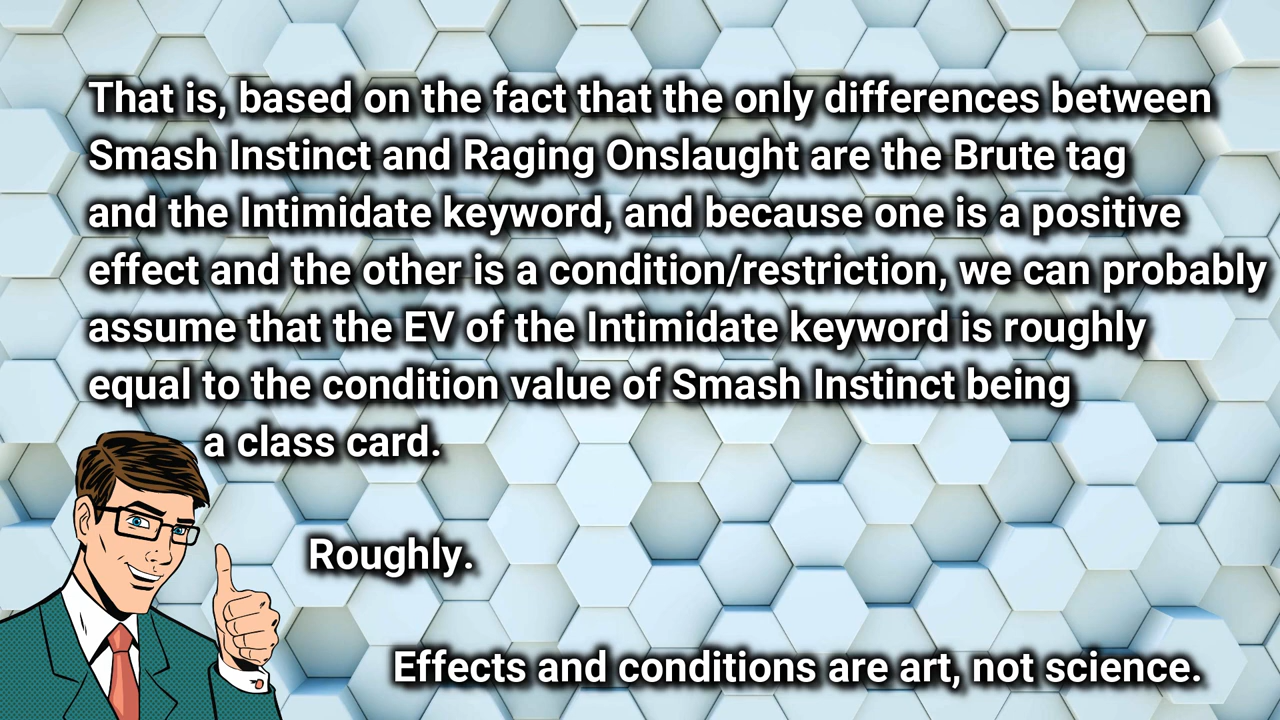 That is, based on the fact that the only differences between
Smash Instinct and Raging Onslaught are the Brute tag
and the Intimidate keyword, and because one is a positive
effect and the other is a condition/restriction, we can probably
assume that the EV of the Intimidate keyword is roughly
equal to the condition value of Smash Instinct being
a class card.
Roughly.
Effects and conditions are art, not science.